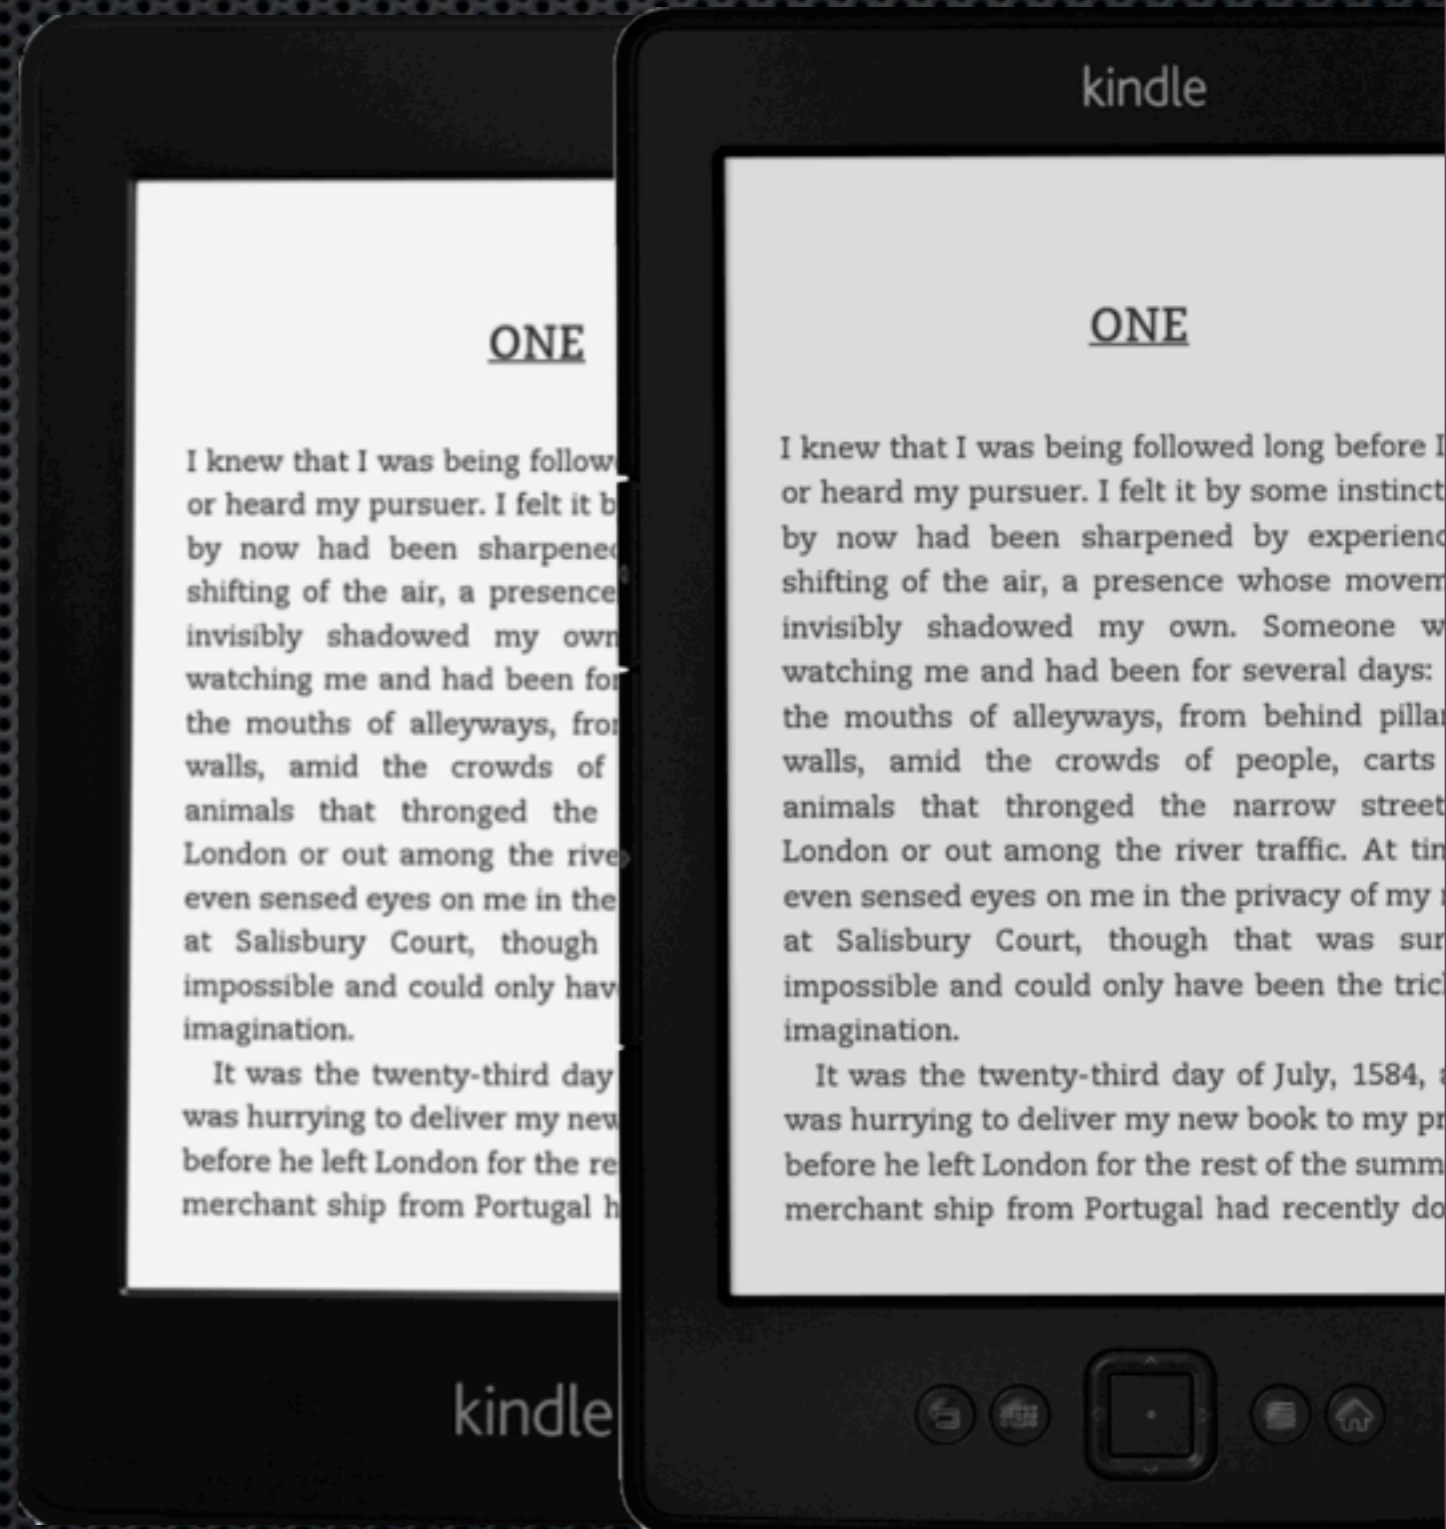 ONE
I knew that I was being
or heard my pursuer. I felt it
by now had been
shifting of the air, a presence
invisibly shadowed my own
watching me and had been
the mouths of alleyways,
walls, amid the crowds of
animals that thronged the
London or out among the
even sensed eyes on me in the
at Salisbury Court, though
impossible and could only
imagination.
It was the twenty-third day
was hurrying to deliver my new
before he left London for the
merchant ship from Portugal
kindle
kindle
ONE
I knew that I was being followed long before I
or heard my pursuer. I felt it by some instinct
by now had been sharpened by
shifting of the air, a presence whose
invisibly shadowed my own. Someone
watching me and had been for several days:
the mouths of alleyways, from behind
walls, amid the crowds of people, carts
animals that thronged the narrow
London or out among the river traffic. At
even sensed eyes on me in the privacy of my
at Salisbury Court, though that was
impossible and could only have been the
imagination.
It was the twenty-third day of July, 1584,
was hurrying to deliver my new book to my
before he left London for the rest of the
merchant ship from Portugal had recently